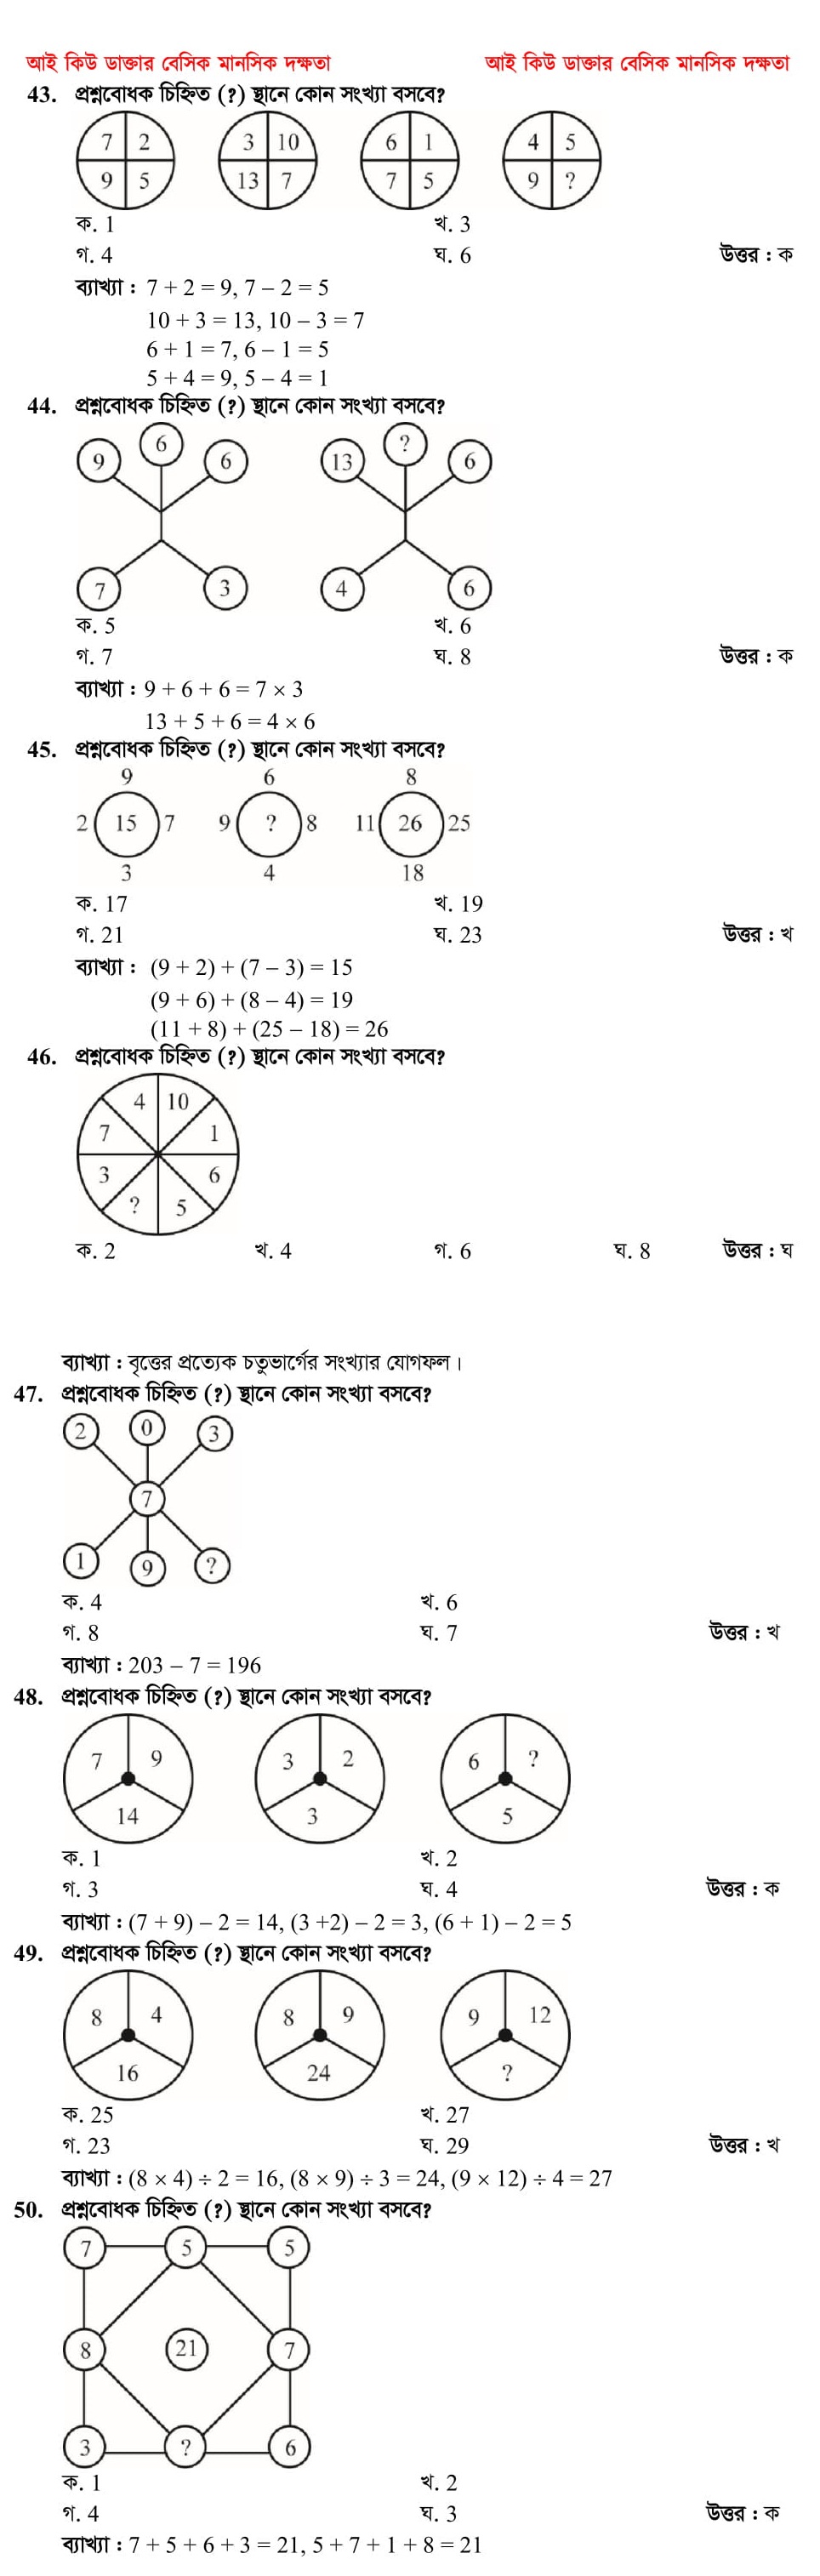 আই কিউ ডাক্তার বেসিক মানসিক দক্ষতা আই কিউ ডাক্তার বেসিক মানসিক দক্ষতা
43. প্রশ্নবোধক চিহ্নিত (?) স্থানে কোন সংখ্যা বসবে?
7 2 3 10 6 1 4 5
9 5 13 7 7 5 9 ?
ক. 1 খ. 3
গ. 4 ঘ. 6 উত্তর : ক
ব্যাখ্যা : 7 + 2 = 9, 7 – 2 = 5
10 + 3 = 13, 10 – 3 = 7
6 + 1 = 7, 6 – 1 = 5
5 + 4 = 9, 5 – 4 = 1
44. প্রশ্নবোধক চিহ্নিত (?) স্থানে কোন সংখ্যা বসবে?
9 6 6 13 ? 6
7 3 4 6
ক. 5 খ. 6
গ. 7 ঘ. 8 উত্তর : ক
ব্যাখ্যা : 9 + 6 + 6 = 7 × 3
13 + 5 + 6 = 4 × 6
45. প্রশ্নবোধক চিহ্নিত (?) স্থানে কোন সংখ্যা বসবে?
9 6 8
2 15 7 9 ? 8 11 26 25
3 4 18
ক. 17 খ. 19
গ. 21 ঘ. 23 উত্তর : খ
ব্যাখ্যা : (9 + 2) + (7 – 3) = 15
(9 + 6) + (8 – 4) = 19
(11 + 8) + (25 – 18) = 26
46. প্রশ্নবোধক চিহ্নিত (?) স্থানে কোন সংখ্যা বসবে?
4 10
7 1
3 6
? 5
ক. 2 খ. 4 গ. 6 ঘ. 8 উত্তর : ঘ
ব্যাখ্যা : বৃত্তের প্রত্যেক চতুভার্গের সংখ্যার যোগফল।
47. প্রশ্নবোধক চিহ্নিত (?) স্থানে কোন সংখ্যা বসবে?
2 0 3
7
1 9 ?
ক. 4 খ. 6
গ. 8 ঘ. 7 উত্তর : খ
ব্যাখ্যা : 203 – 7 = 196
48. প্রশ্নবোধক চিহ্নিত (?) স্থানে কোন সংখ্যা বসবে?
7 9 3 2 6 ?
14 3 5
ক. 1 খ. 2
গ. 3 ঘ. 4 উত্তর : ক
ব্যাখ্যা : (7 + 9) – 2 = 14, (3 +2) – 2 = 3, (6 + 1) – 2 = 5
49. প্রশ্নবোধক চিহ্নিত (?) স্থানে কোন সংখ্যা বসবে?
8 4 8 9 9 12
16 24 ?
ক. 25 খ. 27
গ. 23 ঘ. 29 উত্তর : খ
ব্যাখ্যা : (8 × 4) ÷ 2 = 16, (8 × 9) ÷ 3 = 24, (9 × 12) ÷ 4 = 27
50. প্রশ্নবোধক চিহ্নিত (?) স্থানে কোন সংখ্যা বসবে?
7 5 5
8 21 7
3 ? 6
ক. 1 খ. 2
গ. 4 ঘ. 3 উত্তর : ক
ব্যাখ্যা : 7 + 5 + 6 + 3 = 21, 5 + 7 + 1 + 8 = 21